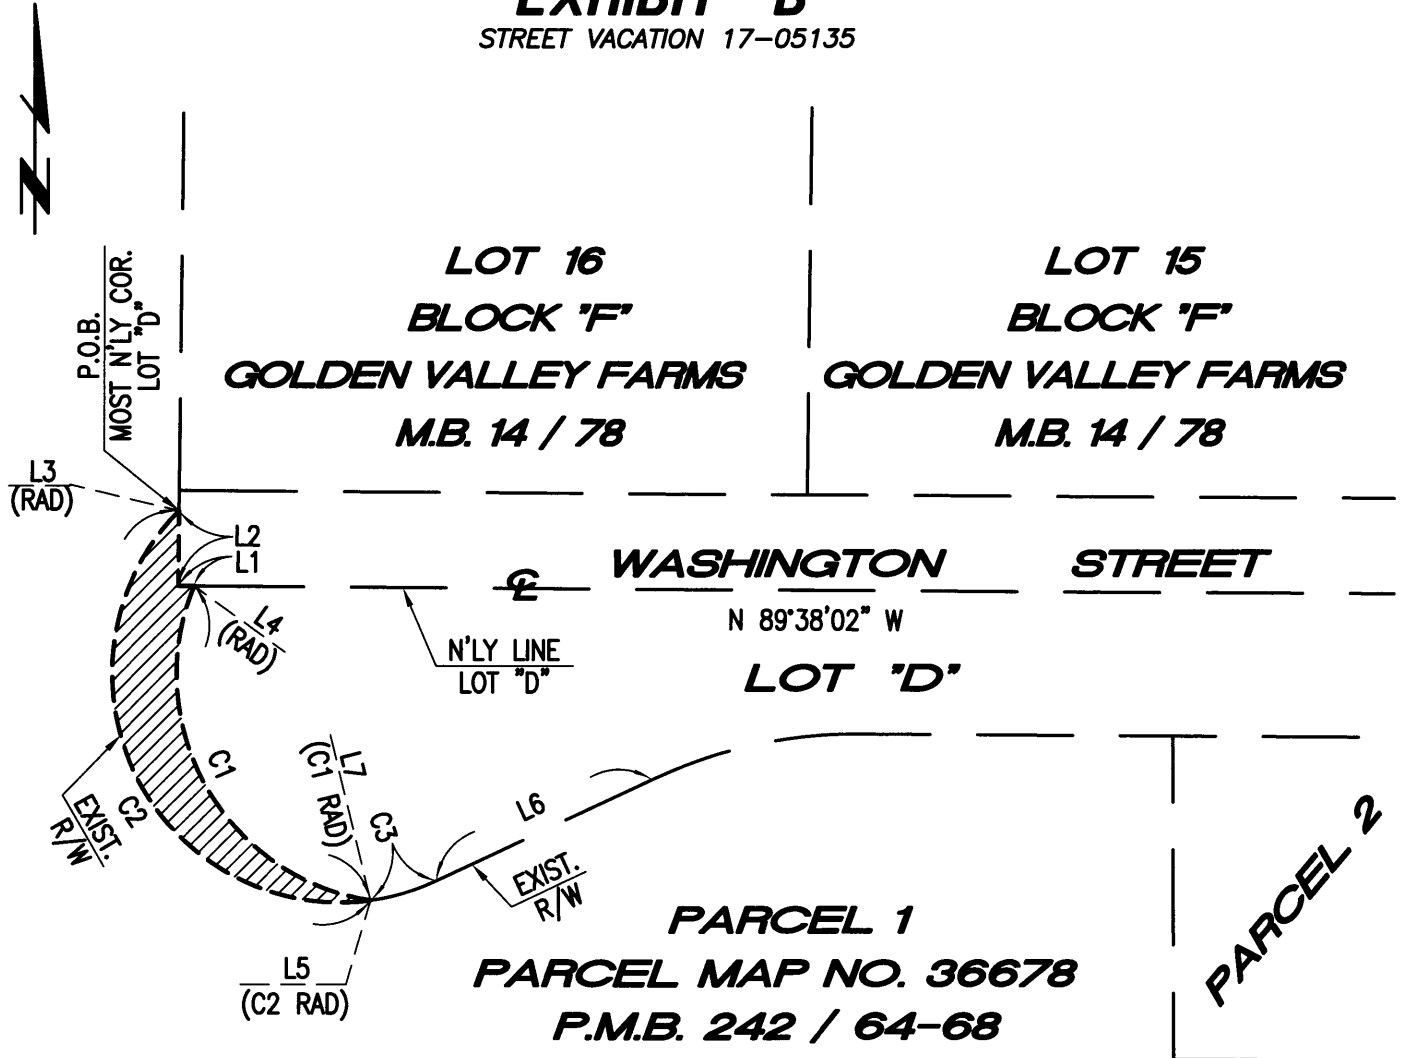 EXHIBIT "B"
STREET VACATION 17-05135
N
P.O.B.
MOST N'LY COR.
LOT "D"
LOT 16
BLOCK "F"
GOLDEN VALLEY FARMS
M.B. 14 / 78
LOT 15
BLOCK "F"
GOLDEN VALLEY FARMS
M.B. 14 / 78
L3
(RAD)
L2
L1
L4
(RAD)
℄
WASHINGTON STREET
N 89°38'02" W
N'LY LINE
LOT "D"
LOT "D"
C1
C2
EXIST.
R/W
L7
(C1 RAD)
C3
L6
EXIST.
R/W
L5
(C2 RAD)
PARCEL 1
PARCEL MAP NO. 36678
P.M.B. 242 / 64-68
PARCEL 2